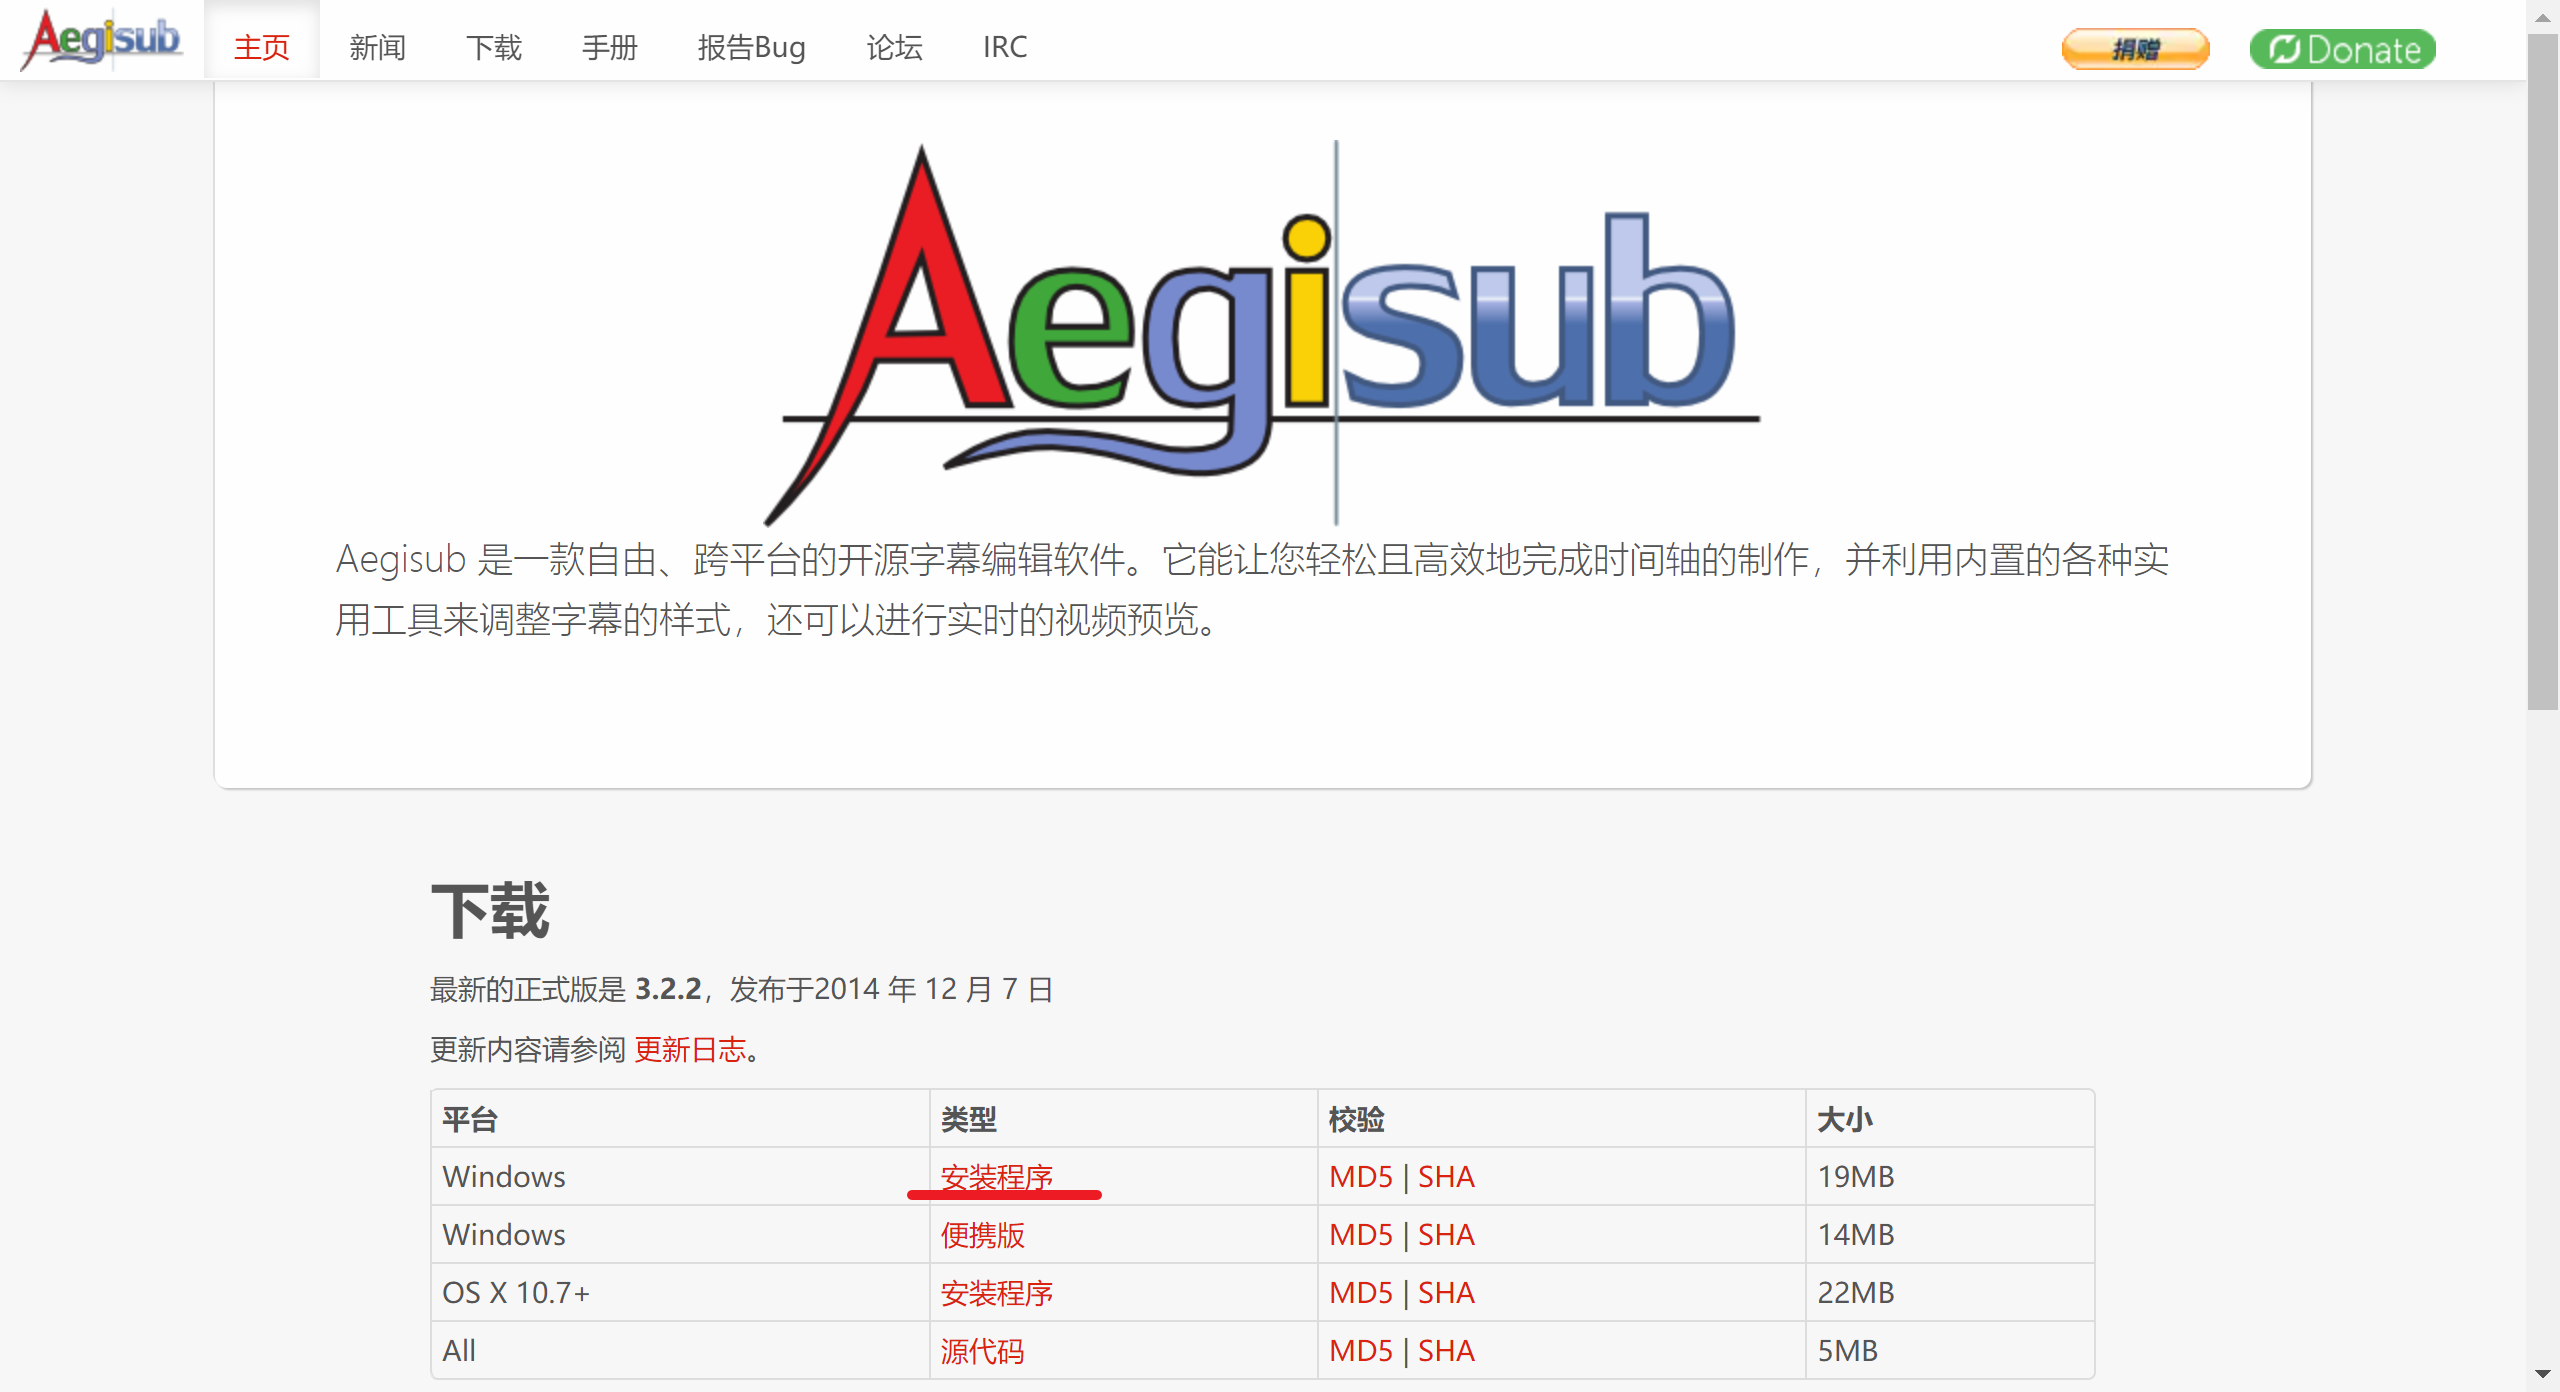 Aegisub 主页 新闻 下载 手册 报告Bug 论坛 IRC 捐赠 Donate
Aegisub
Aegisub 是一款自由、跨平台的开源字幕编辑软件。它能让您轻松且高效地完成时间轴的制作，并利用内置的各种实
用工具来调整字幕的样式，还可以进行实时的视频预览。
下载
最新的正式版是 3.2.2，发布于2014 年 12 月 7 日
更新内容请参阅 更新日志。
平台 类型 校验 大小
Windows 安装程序 MD5 | SHA 19MB
Windows 便携版 MD5 | SHA 14MB
OS X 10.7+ 安装程序 MD5 | SHA 22MB
All 源代码 MD5 | SHA 5MB